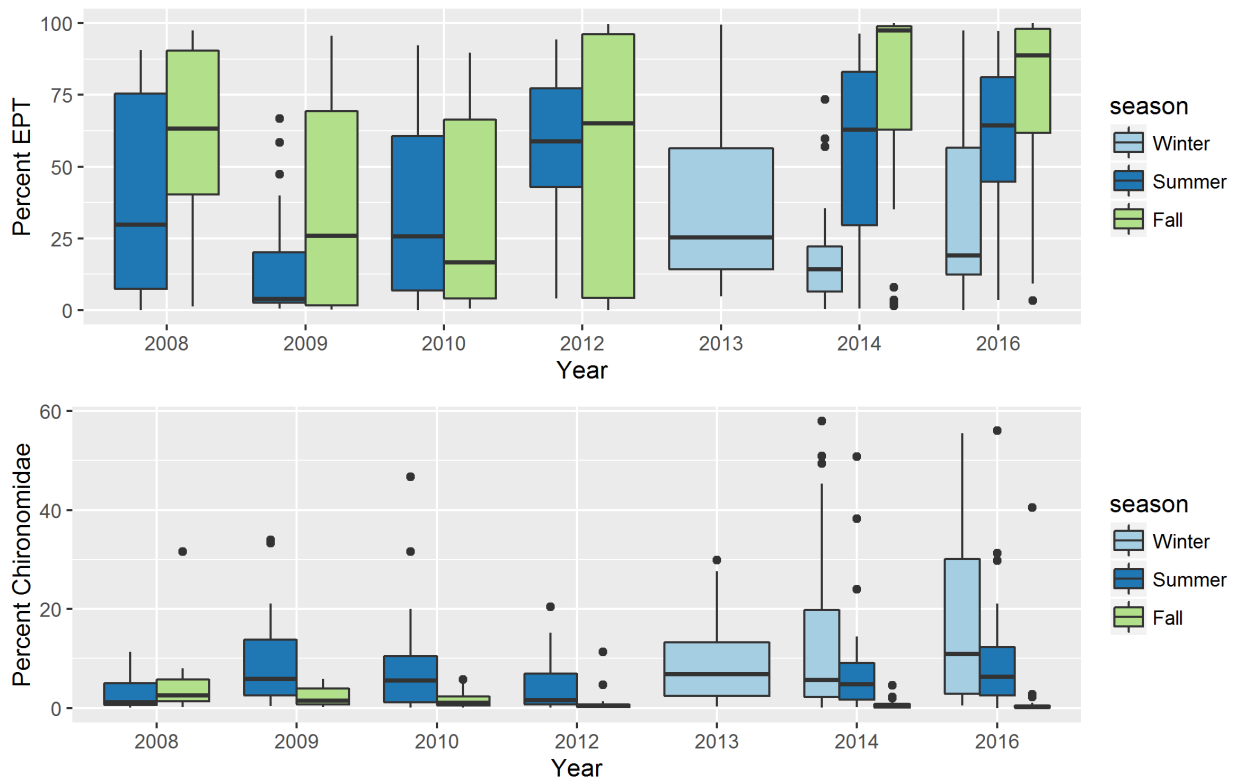 Percent EPT
100
75
50
25
0
2008 2009 2010 2012 2013 2014 2016
Year
season
Winter
Summer
Fall
Percent Chironomidae
60
40
20
0
2008 2009 2010 2012 2013 2014 2016
Year
season
Winter
Summer
Fall